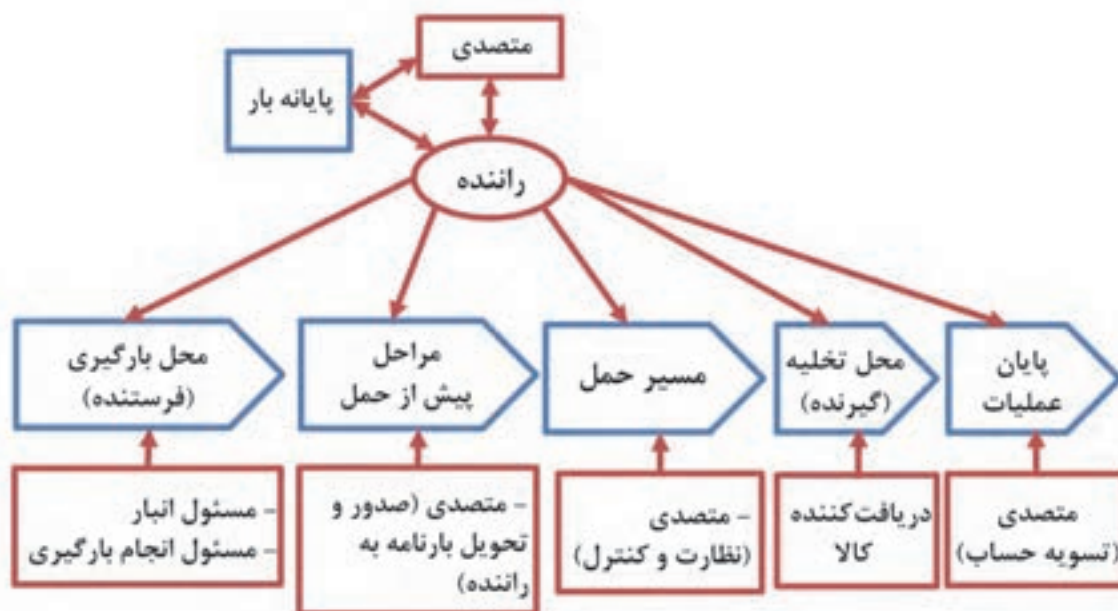 متصدی
پایانه بار
راننده
محل بارگیری
(فرستنده)
مراحل
پیش از حمل
مسیر حمل
محل تخلیه
(گیرنده)
پایان
عملیات
- مسئول انبار
- مسئول انجام بارگیری
- متصدی (صدور و
تحویل بارنامه به
راننده)
- متصدی
(نظارت و کنترل)
دریافت‌کننده
کالا
متصدی
(تسویه حساب)